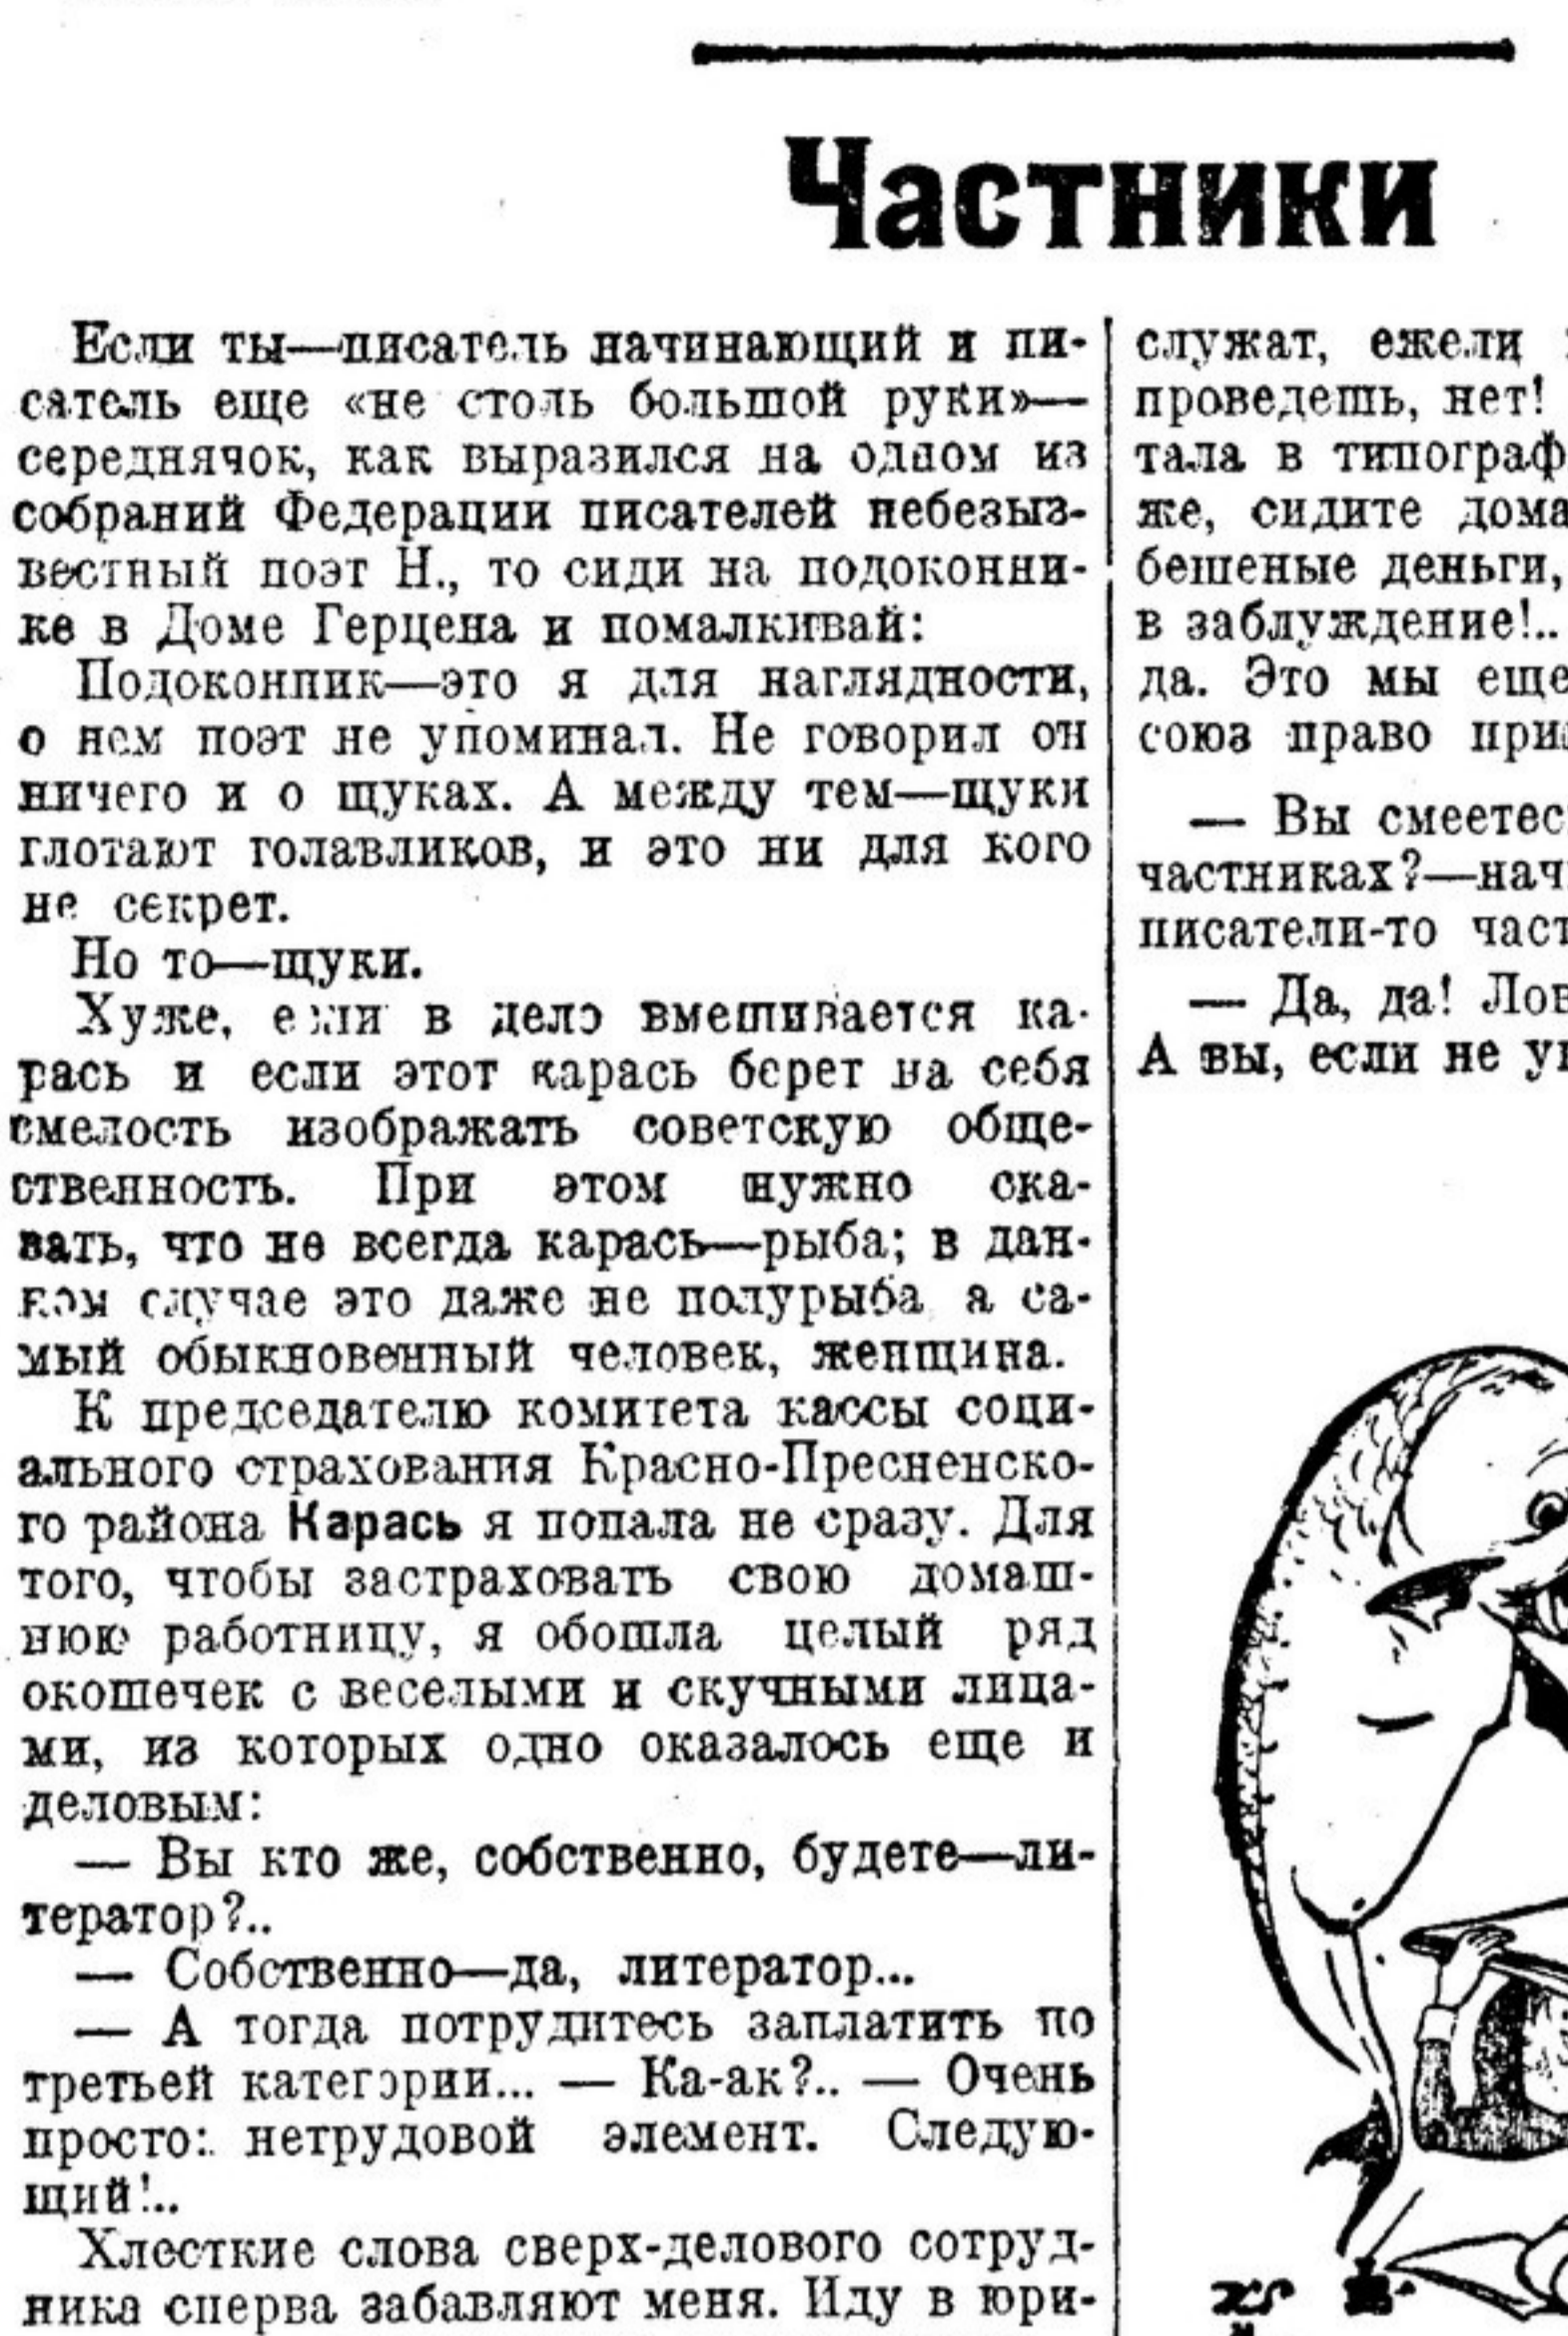 Частники
Если ты—писатель начинающий и пи-
сатель еще «не столь большой руки»—
середнячок, как выразился на одном из
собраний Федерации писателей небезыз-
вестный поэт Н., то сиди на подоконни-
ке в Доме Герцена и помалкивай:
Подоконник—это я для наглядности,
о нем поэт не упоминал. Не говорил он
ничего и о щуках. А между тем—щуки
глотают голавликов, и это ни для кого
не секрет.
Но то—щуки.
Хуже, если в дело вмешивается ка-
рась и если этот карась берет на себя
смелость изображать советскую обще-
ственность. При этом нужно ска-
зать, что не всегда карась—рыба; в дан-
ном случае это даже не полурыба а са-
мый обыкновенный человек, женщина.
К председателю комитета кассы соци-
ального страхования Красно-Пресненско-
го района Карась я попала не сразу. Для
того, чтобы застраховать свою домаш-
нюю работницу, я обошла целый ряд
окошечек с веселыми и скучными лица-
ми, из которых одно оказалось еще и
деловым:
— Вы кто же, собственно, будете—ли-
тератор?..
— Собственно—да, литератор...
— А тогда потрудитесь заплатить по
третьей категории... — Ка-ак?.. — Очень
просто: нетрудовой элемент. Следую-
щий!..
Хлесткие слова сверх-делового сотруд-
ника сперва забавляют меня. Иду в юри-
служат, ежели
проведешь, нет!
тала в типограф
же, сидите дома
бешеные деньги,
в заблуждение!..
да. Это мы еще
союз право при
— Вы смеетес
частниках?—нач
писатели-то част
— Да, да! Лов
А вы, если не ук